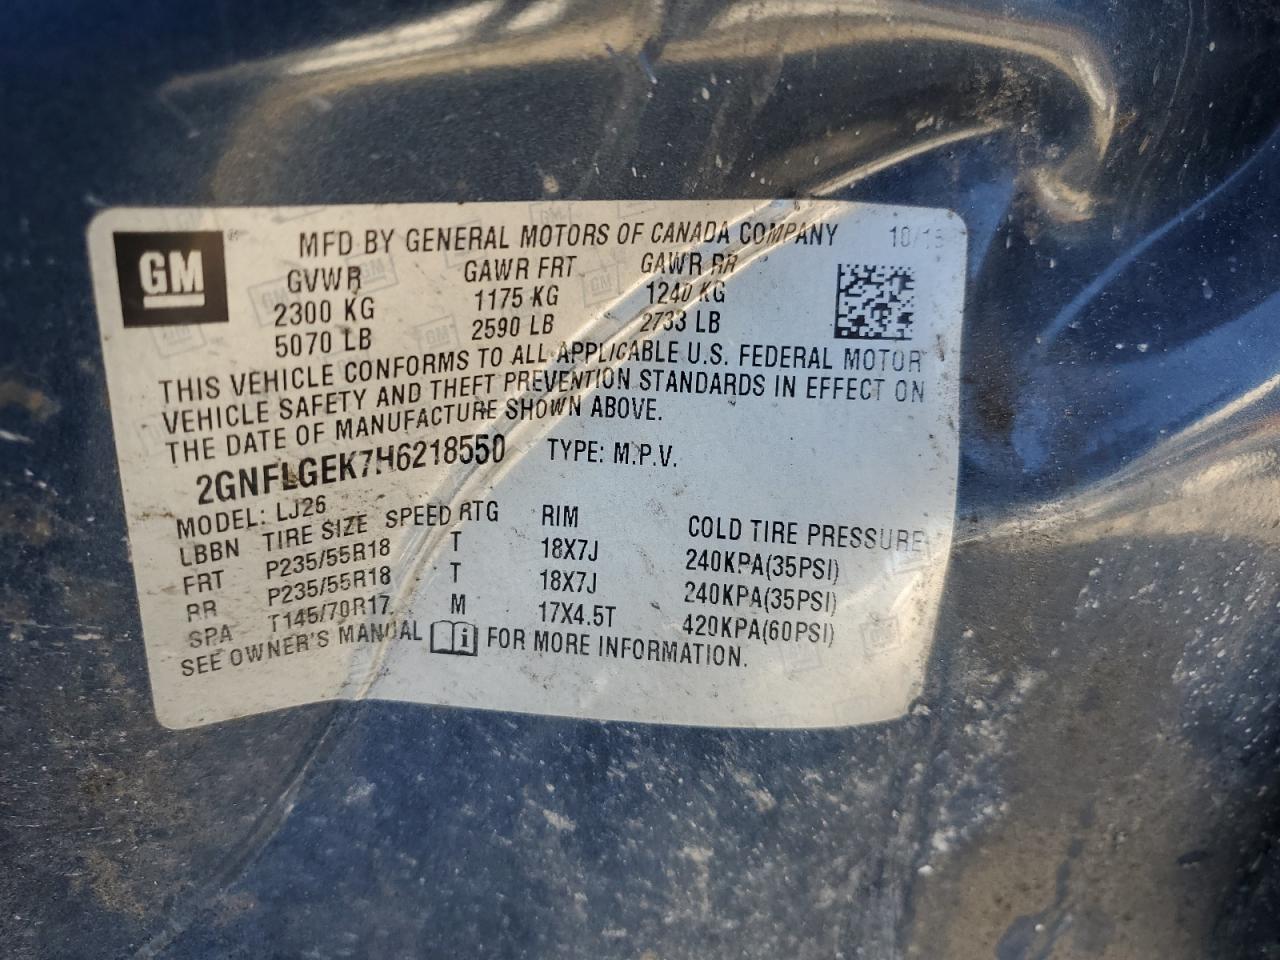 GM
MFD BY GENERAL MOTORS OF CANADA COMPANY
GVWR GAWR FRT GAWR RR
2300 KG 1175 KG 1240 KG
5070 LB 2590 LB 2733 LB
THIS VEHICLE CONFORMS TO ALL APPLICABLE U.S. FEDERAL MOTOR
VEHICLE SAFETY AND THEFT PREVENTION STANDARDS IN EFFECT ON
THE DATE OF MANUFACTURE SHOWN ABOVE.
2GNFLGEK7H6218550 TYPE: M.P.V.
MODEL: LJ26
LBBN TIRE SIZE SPEED RTG RIM COLD TIRE PRESSURE
FRT P235/55R18 T 18X7J 240KPA(35PSI)
RR P235/55R18 T 18X7J 240KPA(35PSI)
SPA T145/70R17 M 17X4.5T 420KPA(60PSI)
SEE OWNER'S MANUAL i FOR MORE INFORMATION.